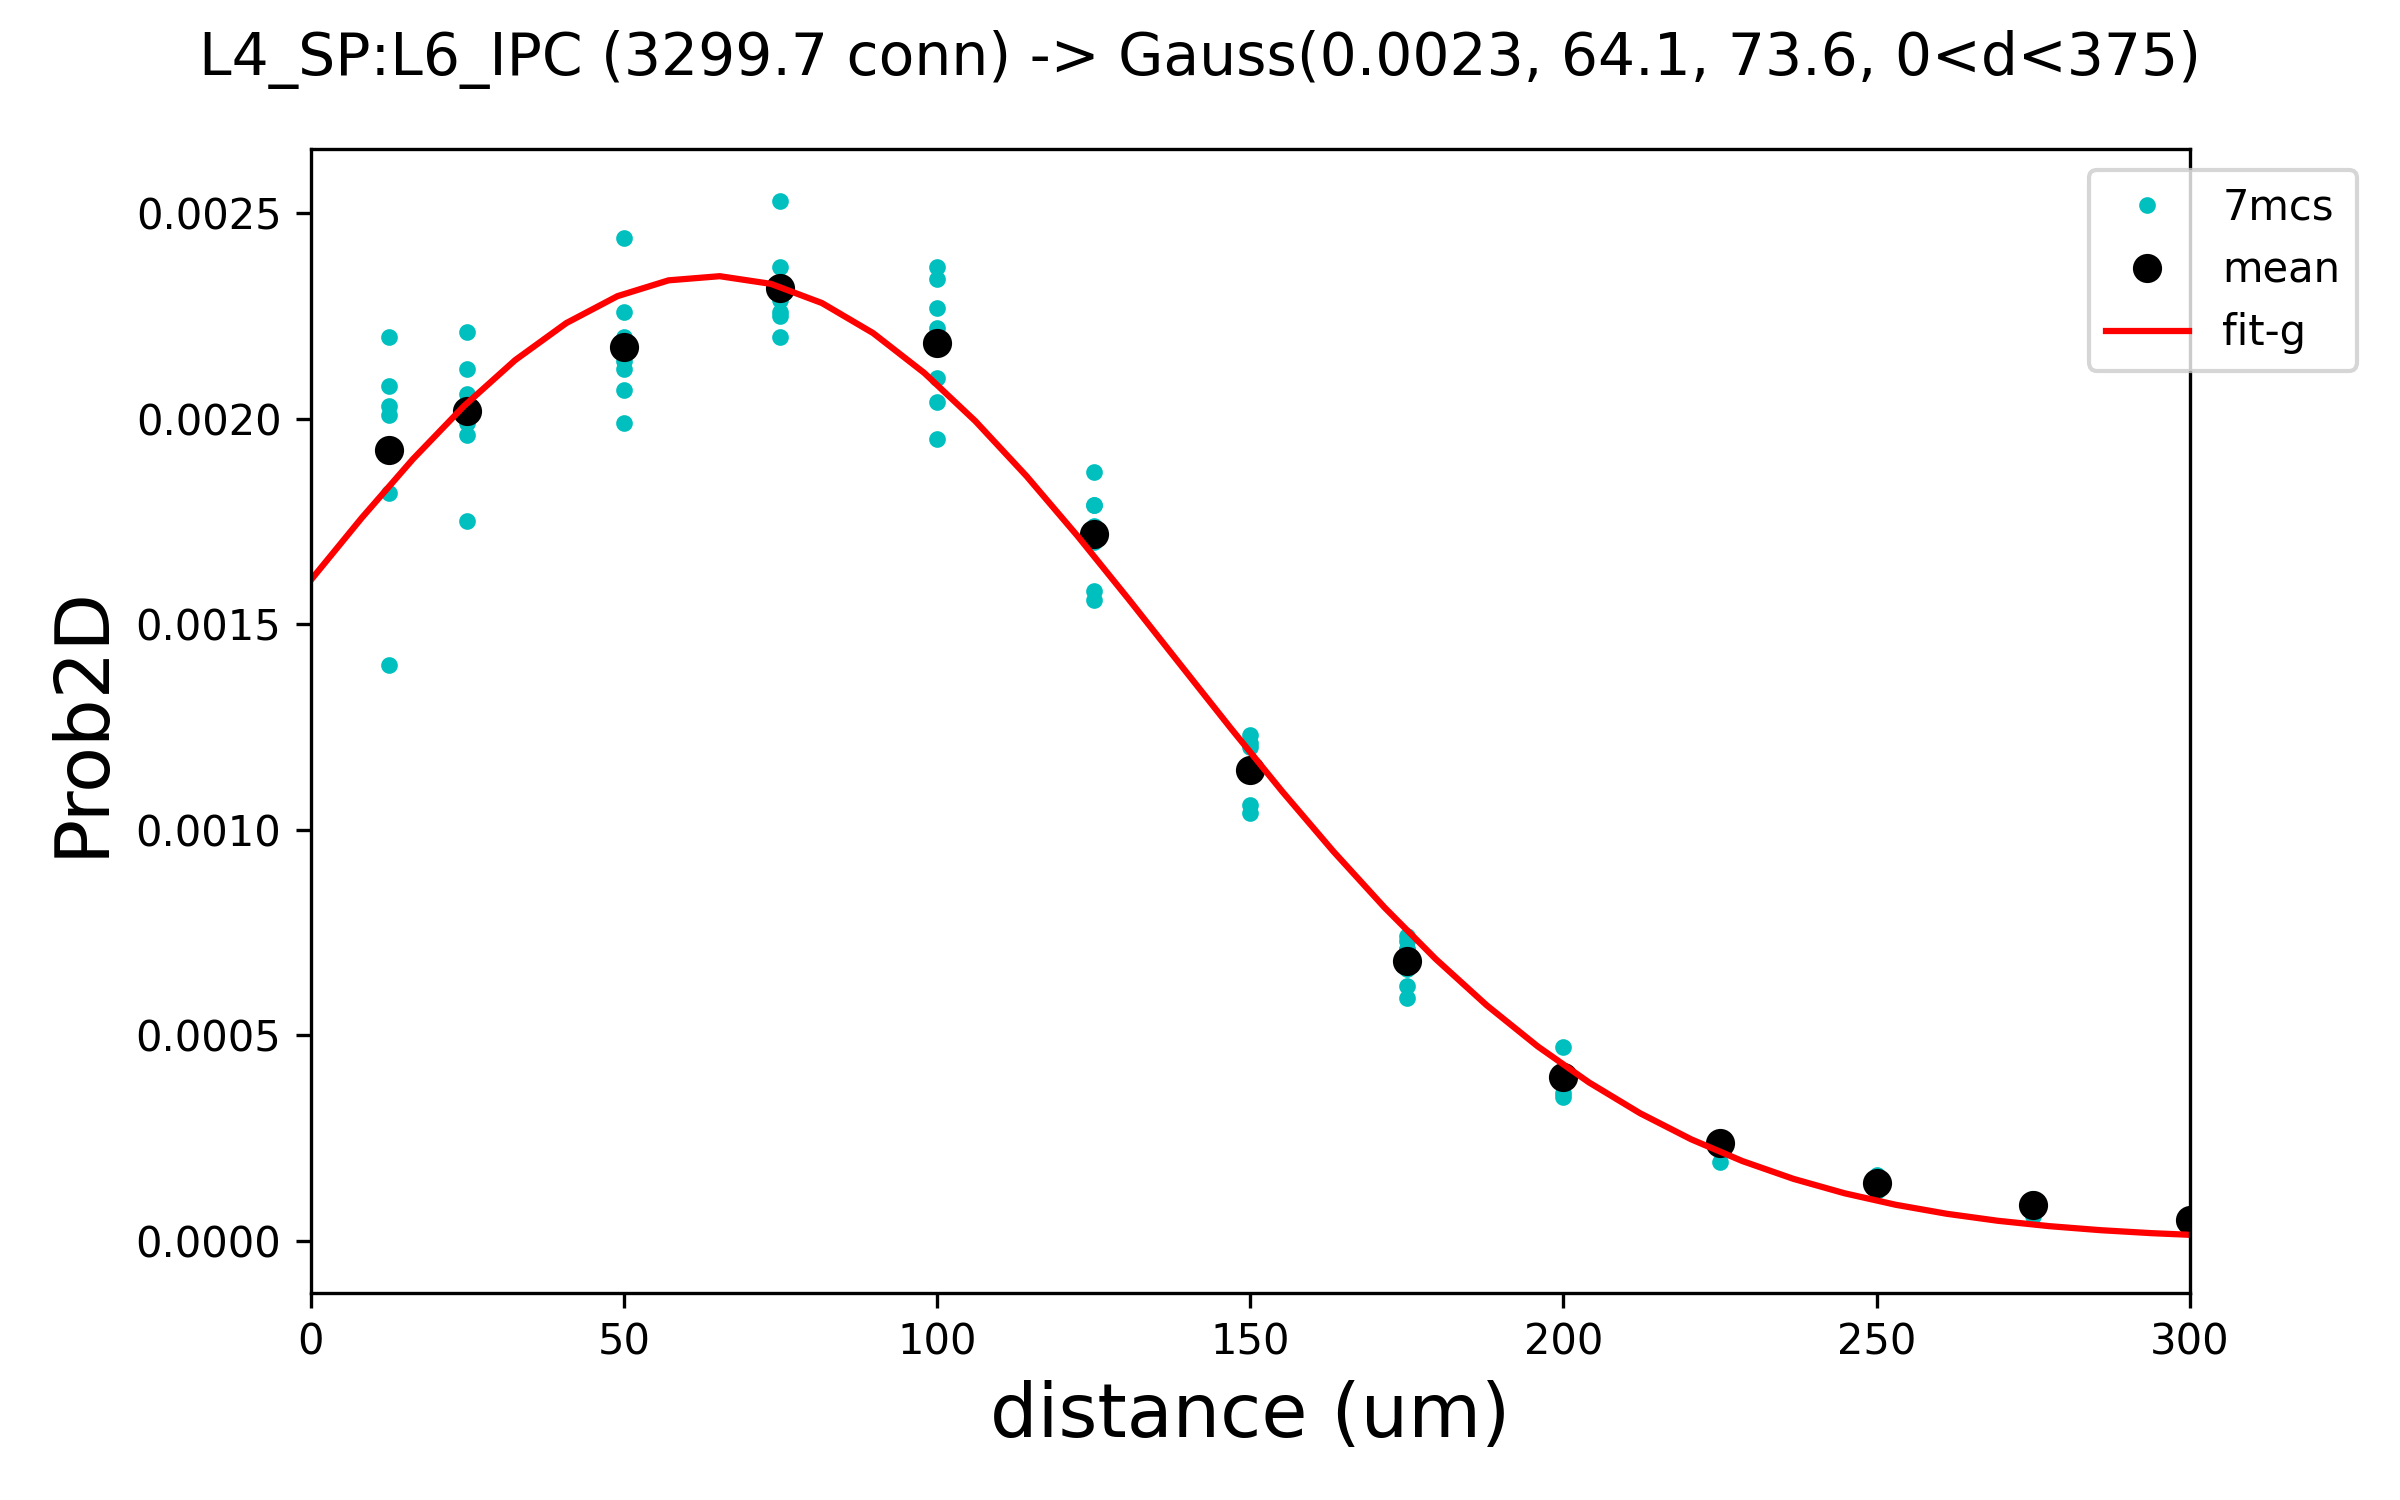 L4_SP:L6_IPC (3299.7 conn) -> Gauss(0.0023, 64.1, 73.6, 0<d<375)
7mcs
mean
fit-g
Prob2D
0.0025
0.0020
0.0015
0.0010
0.0005
0.0000
0 50 100 150 200 250 300
distance (um)